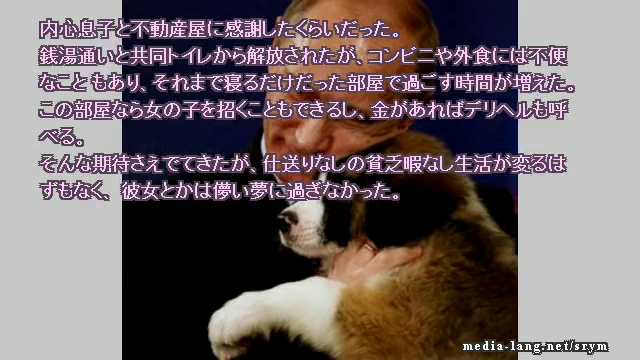 内心息子と不動産屋に感謝したくらいだった。
銭湯通いと共同トイレから解放されたが、コンビニや外食には不便
なこともあり、それまで寝るだけだった部屋で過ごす時間が増えた。
この部屋なら女の子を招くこともできるし、金があればデリヘルも呼
べる。
そんな期待さえでてきたが、仕送りなしの貧乏暇なし生活が変るは
ずもなく、彼女とかは儚い夢に過ぎなかった。
media-lang.net/srym